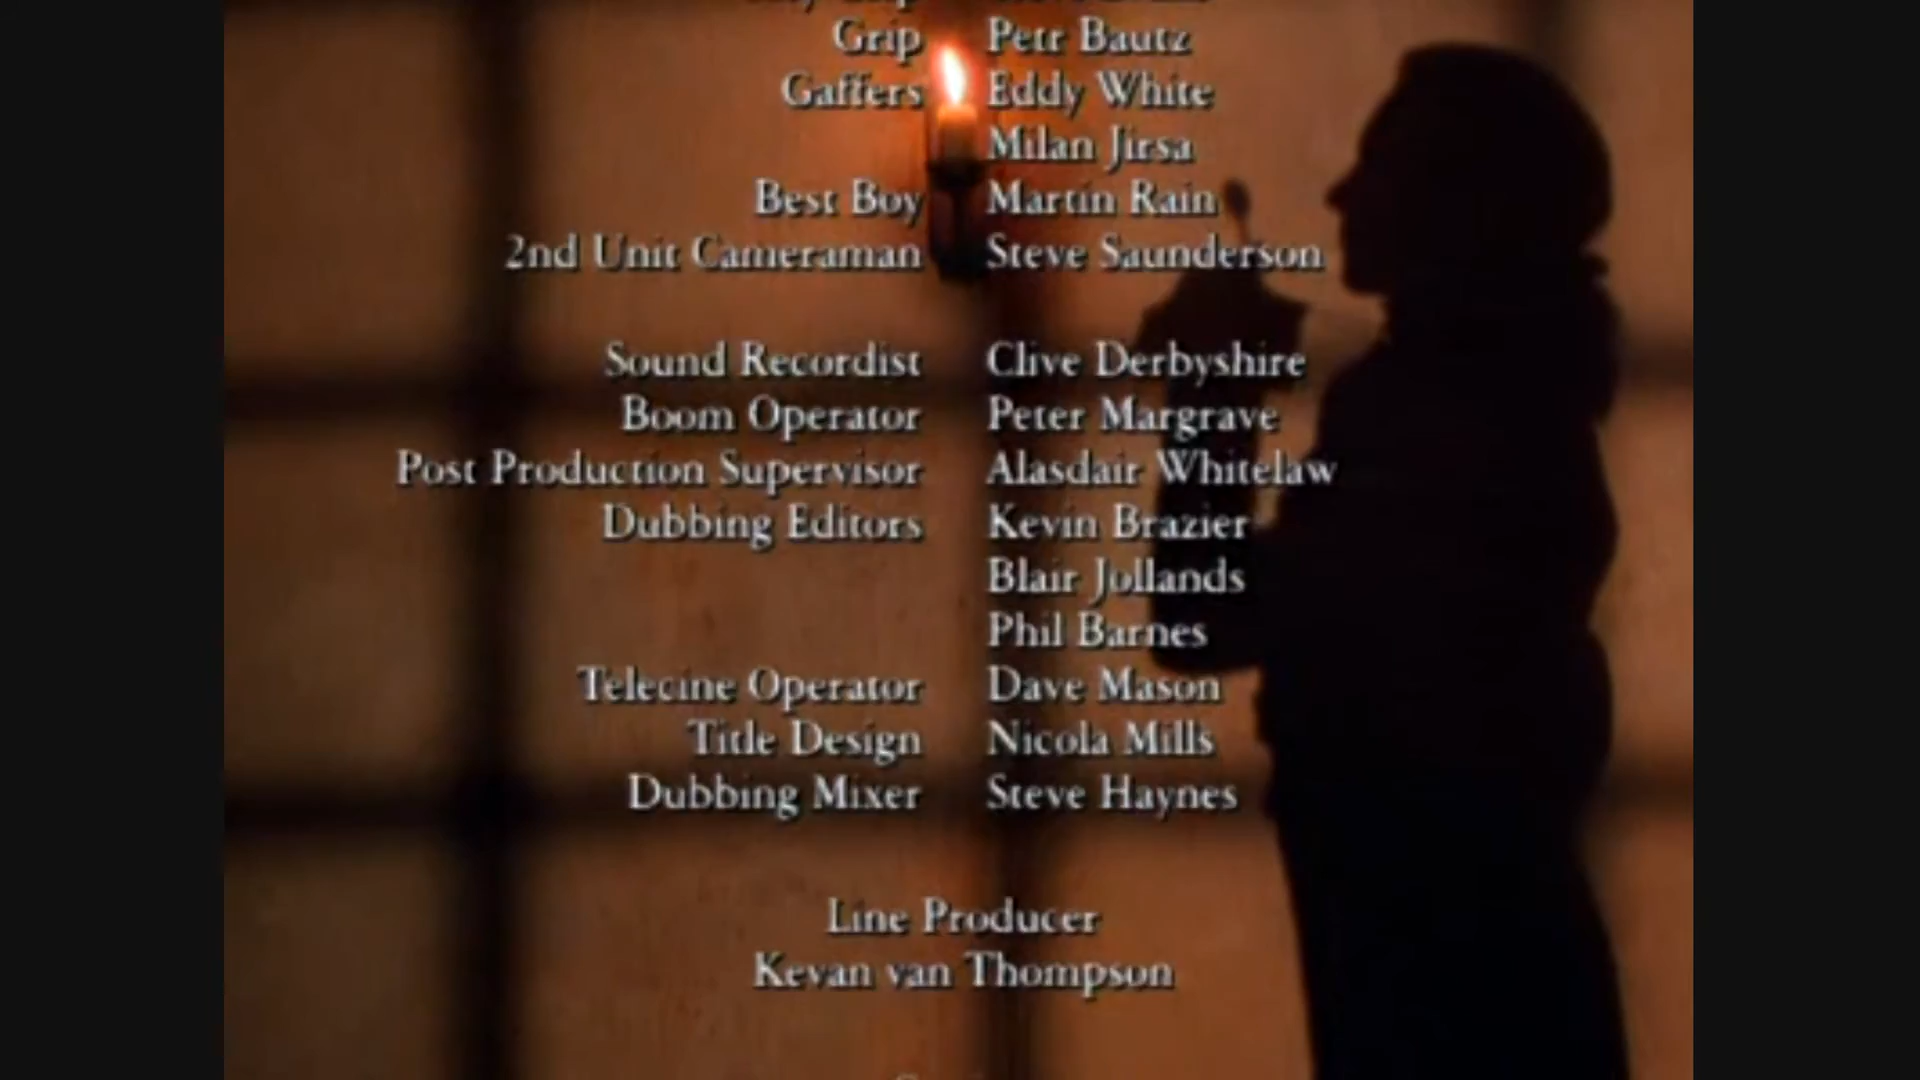 Grip Petr Bautz
Gaffers Eddy White
Milan Jirsa
Best Boy Martin Rain
2nd Unit Cameraman Steve Saunderson
Sound Recordist Clive Derbyshire
Boom Operator Peter Margrave
Post Production Supervisor Alasdair Whitelaw
Dubbing Editors Kevin Brazier
Blair Jollands
Phil Barnes
Telecine Operator Dave Mason
Title Design Nicola Mills
Dubbing Mixer Steve Haynes
Line Producer
Kevan van Thompson